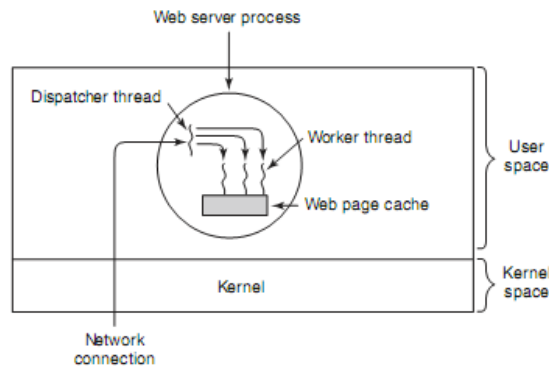 Web server process
Dispatcher thread
Worker thread
User
space
Web page cache
Kernel
Kernel
space
Network
connection